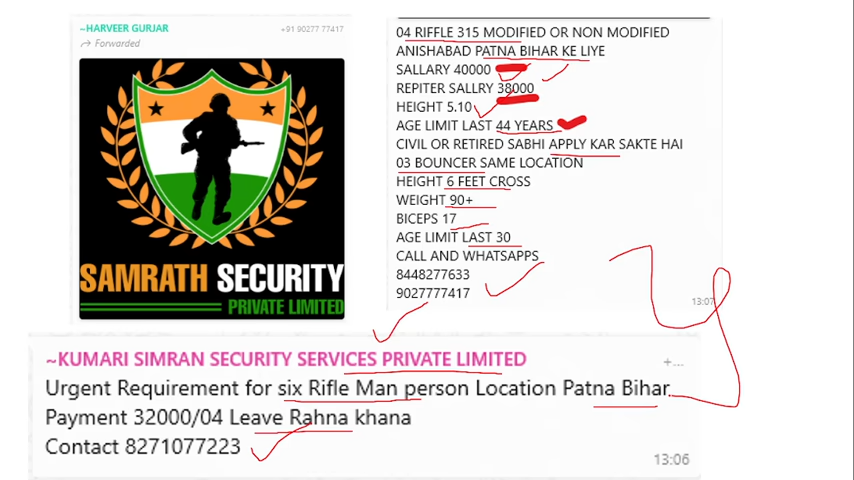 ~HARVEER GURJAR
+91 90277 77417
Forwarded
SAMRATH SECURITY
PRIVATE LIMITED
04 RIFFLE 315 MODIFIED OR NON MODIFIED
ANISHABAD PATNA BIHAR KE LIYE
SALLARY 40000
REPITER SALLRY 38000
HEIGHT 5.10
AGE LIMIT LAST 44 YEARS
CIVIL OR RETIRED SABHI APPLY KAR SAKTE HAI
03 BOUNCER SAME LOCATION
HEIGHT 6 FEET CROSS
WEIGHT 90+
BICEPS 17
AGE LIMIT LAST 30
CALL AND WHATSAPPS
8448277633
9027777417
13:07
~KUMARI SIMRAN SECURITY SERVICES PRIVATE LIMITED
+...
Urgent Requirement for six Rifle Man person Location Patna Bihar
Payment 32000/04 Leave Rahna khana
Contact 8271077223
13:06